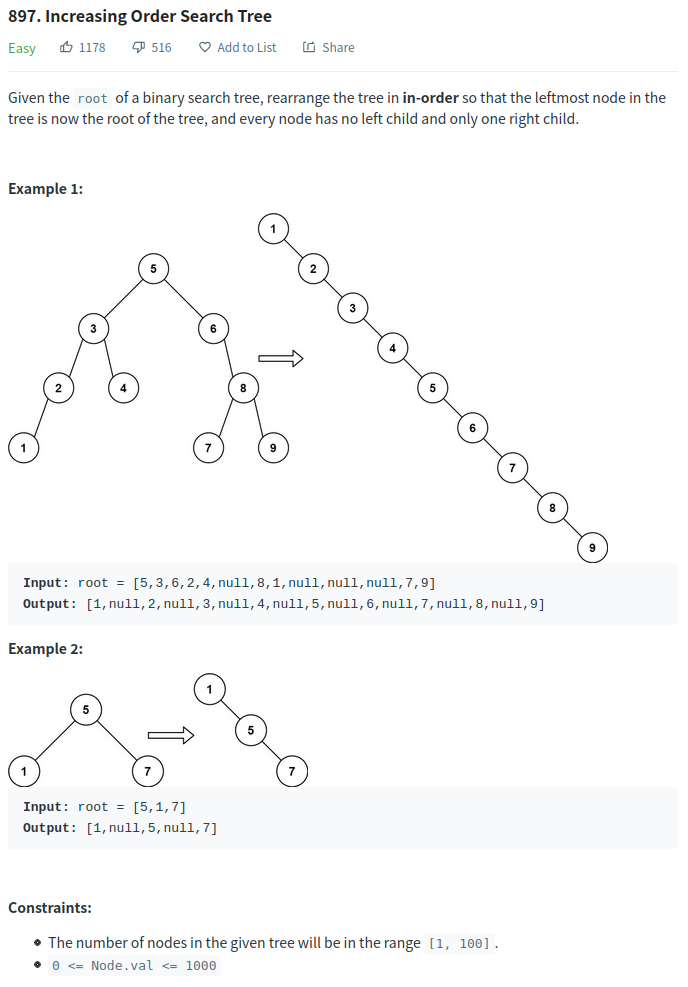 897. Increasing Order Search Tree
Easy 1178 516 Add to List Share
Given the root of a binary search tree, rearrange the tree in in-order so that the leftmost node in the
tree is now the root of the tree, and every node has no left child and only one right child.
Example 1:
1
5 2
3 6 3
4
2 4 8 5
6
1 7 9 7
8
9
Input: root = [5,3,6,2,4,null,8,1,null,null,null,7,9]
Output: [1,null,2,null,3,null,4,null,5,null,6,null,7,null,8,null,9]
Example 2:
1
5
5
1 7 7
Input: root = [5,1,7]
Output: [1,null,5,null,7]
Constraints:
The number of nodes in the given tree will be in the range [1, 100].
0 <= Node.val <= 1000